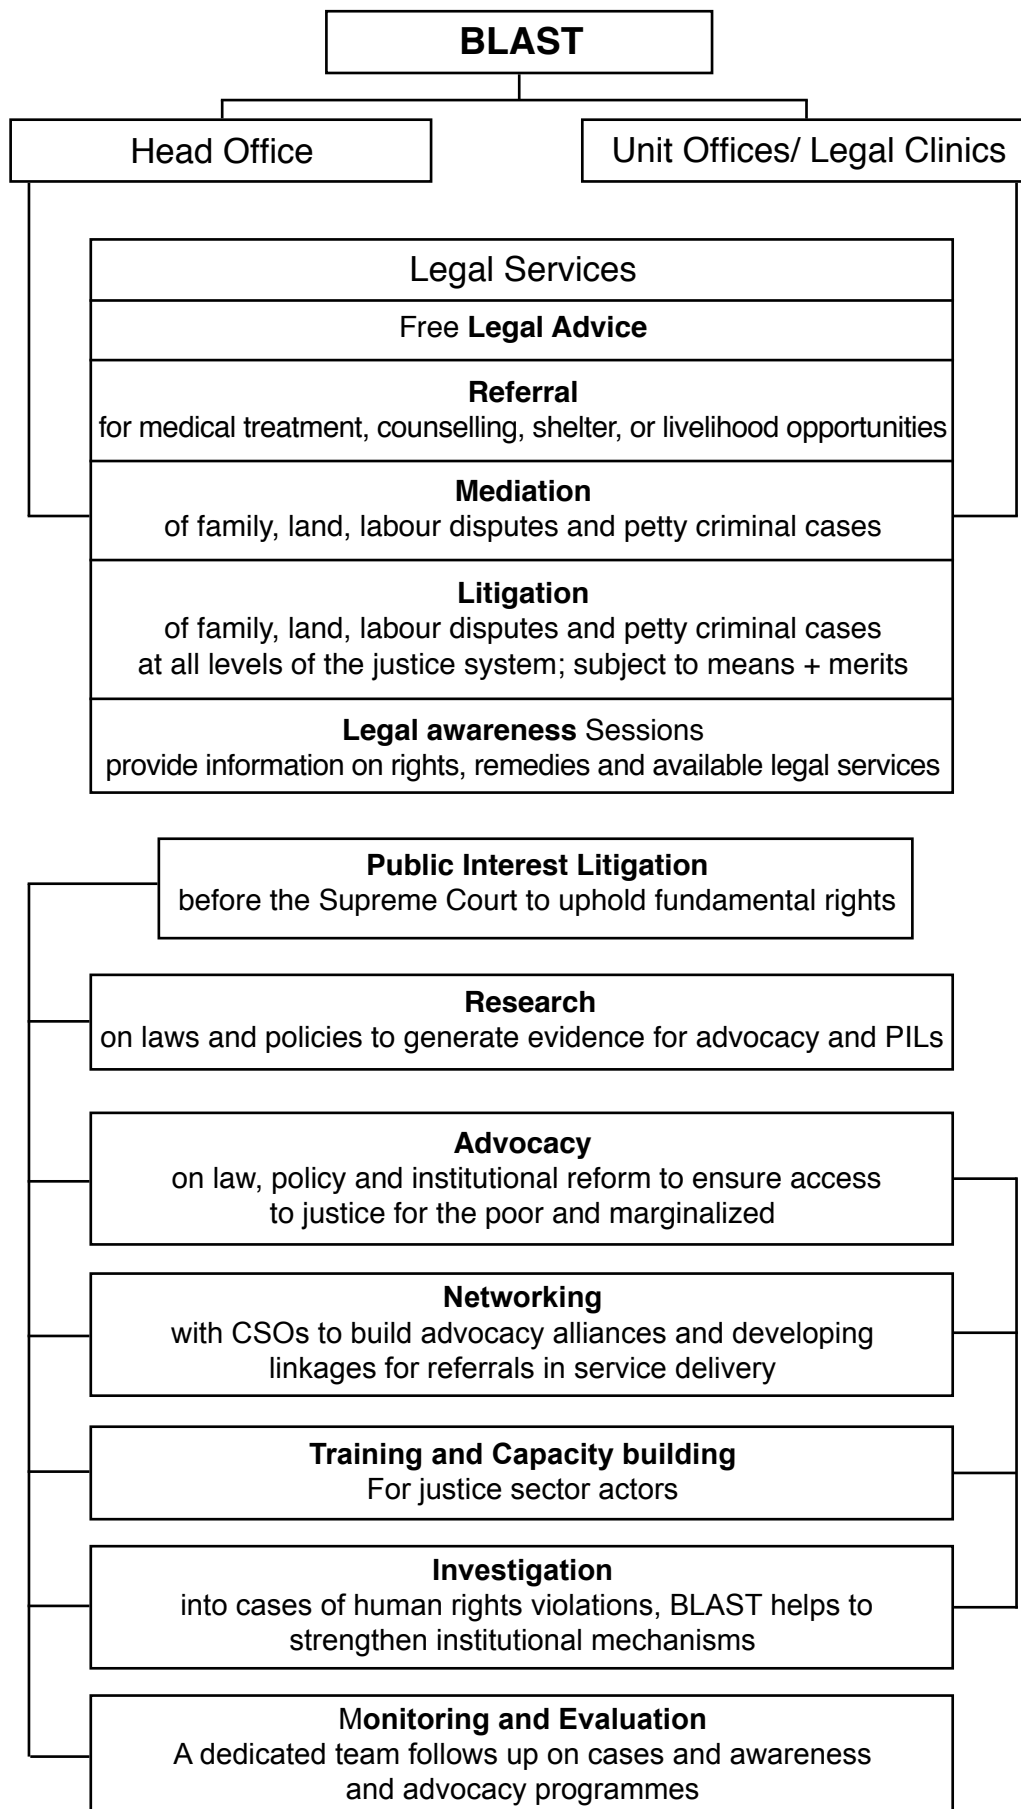 BLAST
Head Office
Unit Offices/ Legal Clinics
Legal Services
Free Legal Advice
Referral
for medical treatment, counselling, shelter, or livelihood opportunities
Mediation
of family, land, labour disputes and petty criminal cases
Litigation
of family, land, labour disputes and petty criminal cases
at all levels of the justice system; subject to means + merits
Legal awareness Sessions
provide information on rights, remedies and available legal services
Public Interest Litigation
before the Supreme Court to uphold fundamental rights
Research
on laws and policies to generate evidence for advocacy and PILs
Advocacy
on law, policy and institutional reform to ensure access
to justice for the poor and marginalized
Networking
with CSOs to build advocacy alliances and developing
linkages for referrals in service delivery
Training and Capacity building
For justice sector actors
Investigation
into cases of human rights violations, BLAST helps to
strengthen institutional mechanisms
Monitoring and Evaluation
A dedicated team follows up on cases and awareness
and advocacy programmes